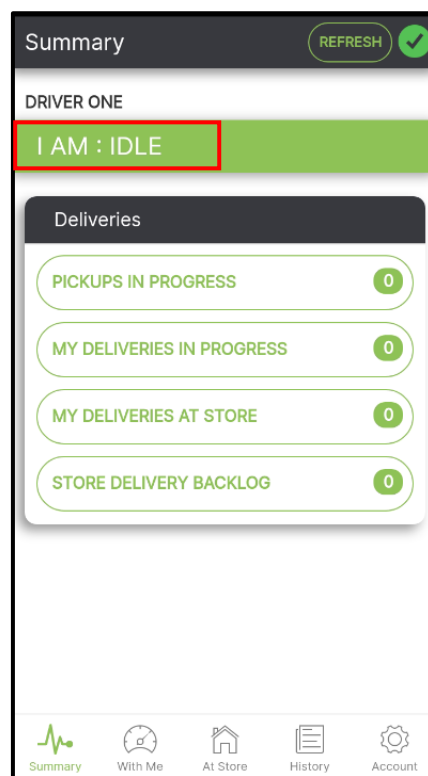 Summary
REFRESH
DRIVER ONE
I AM : IDLE
Deliveries
PICKUPS IN PROGRESS 0
MY DELIVERIES IN PROGRESS 0
MY DELIVERIES AT STORE 0
STORE DELIVERY BACKLOG 0
Summary With Me At Store History Account